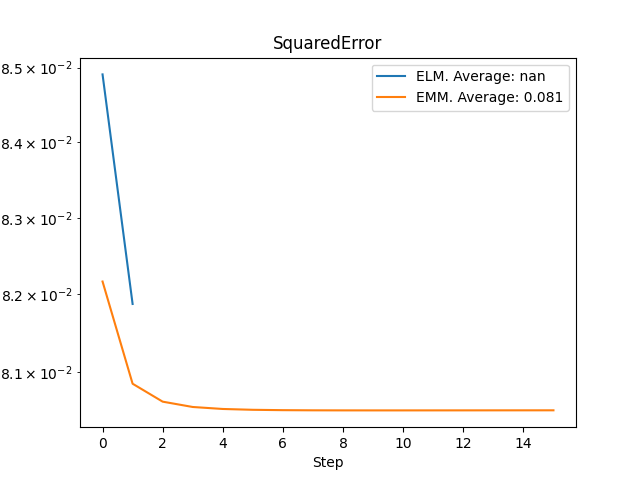 SquaredError
8.5 × 10⁻²
8.4 × 10⁻²
8.3 × 10⁻²
8.2 × 10⁻²
8.1 × 10⁻²
ELM. Average: nan
EMM. Average: 0.081
0 2 4 6 8 10 12 14
Step